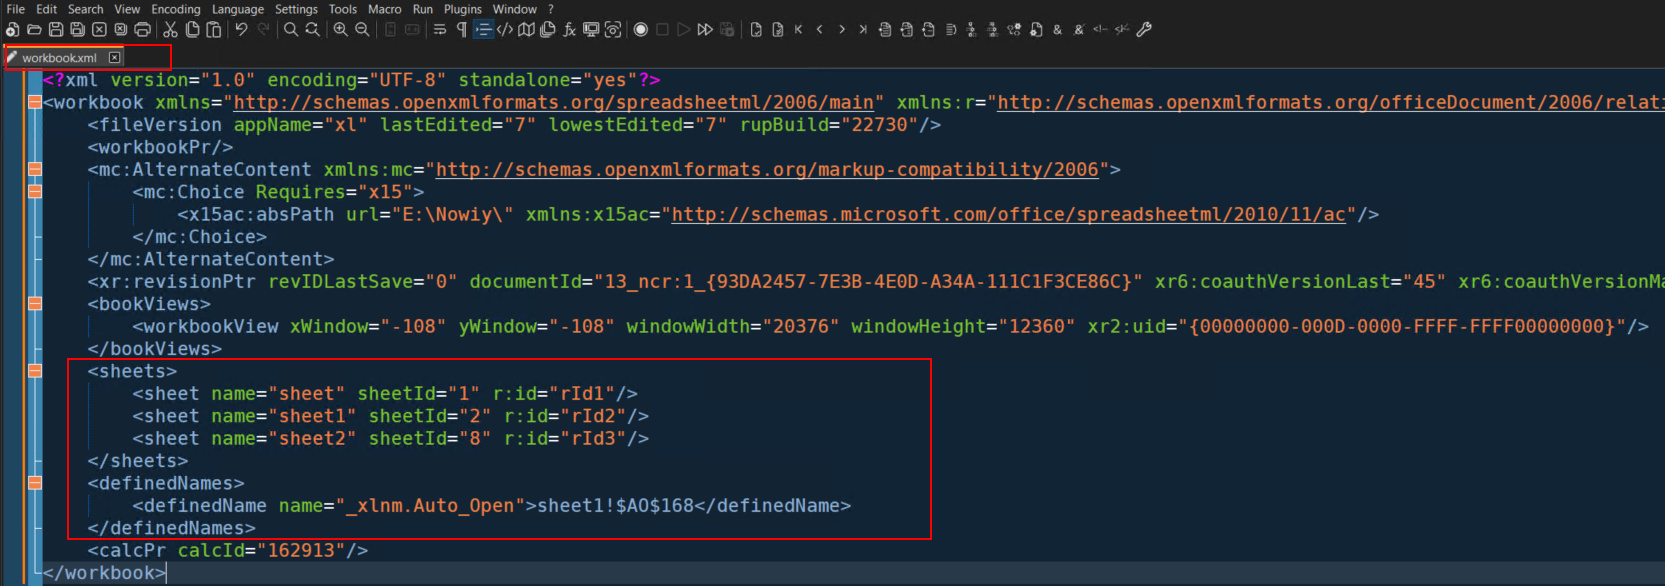 File Edit Search View Encoding Language Settings Tools Macro Run Plugins Window ?
workbook.xml
<?xml version="1.0" encoding="UTF-8" standalone="yes"?>
<workbook xmlns="http://schemas.openxmlformats.org/spreadsheetml/2006/main" xmlns:r="http://schemas.openxmlformats.org/officeDocument/2006/relati
<fileVersion appName="xl" lastEdited="7" lowestEdited="7" rupBuild="22730"/>
<workbookPr/>
<mc:AlternateContent xmlns:mc="http://schemas.openxmlformats.org/markup-compatibility/2006">
<mc:Choice Requires="x15">
<x15ac:absPath url="E:\Nowiy\" xmlns:x15ac="http://schemas.microsoft.com/office/spreadsheetml/2010/11/ac"/>
</mc:Choice>
</mc:AlternateContent>
<xr:revisionPtr revIDLastSave="0" documentId="13_ncr:1_{93DA2457-7E3B-4E0D-A34A-111C1F3CE86C}" xr6:coauthVersionLast="45" xr6:coauthVersionMa
<bookViews>
<workbookView xWindow="-108" yWindow="-108" windowWidth="20376" windowHeight="12360" xr2:uid="{00000000-000D-0000-FFFF-FFFF00000000}"/>
</bookViews>
<sheets>
<sheet name="sheet" sheetId="1" r:id="rId1"/>
<sheet name="sheet1" sheetId="2" r:id="rId2"/>
<sheet name="sheet2" sheetId="8" r:id="rId3"/>
</sheets>
<definedNames>
<definedName name="_xlnm.Auto_Open">sheet1!$AO$168</definedName>
</definedNames>
<calcPr calcId="162913"/>
</workbook>